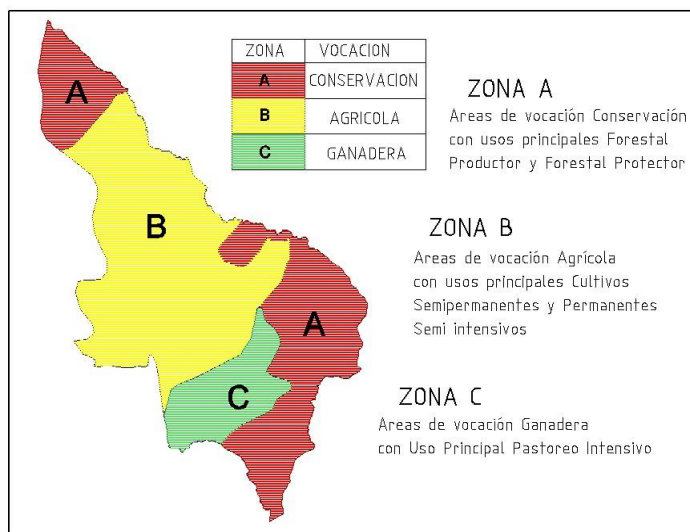 ZONA VOCACION
A CONSERVACION
B AGRICOLA
C GANADERA
ZONA A
Areas de vocación Conservación
con usos principales Forestal
Productor y Forestal Protector
ZONA B
Areas de vocación Agrícola
con usos principales Cultivos
Semipermanentes y Permanentes
Semi intensivos
ZONA C
Areas de vocación Ganadera
con Uso Principal Pastoreo Intensivo
A
B
A
C